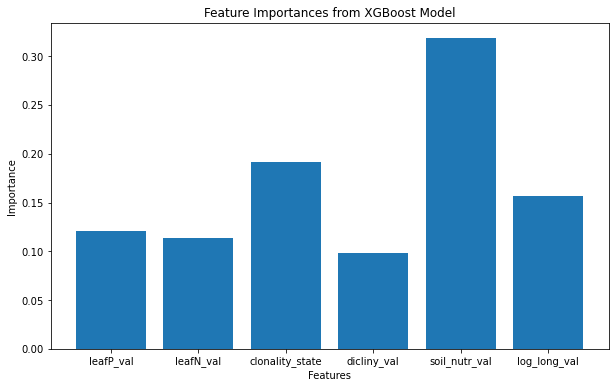 Feature Importances from XGBoost Model
Importance
0.30
0.25
0.20
0.15
0.10
0.05
0.00
leafP_val leafN_val clonality_state dicliny_val soil_nutr_val log_long_val
Features